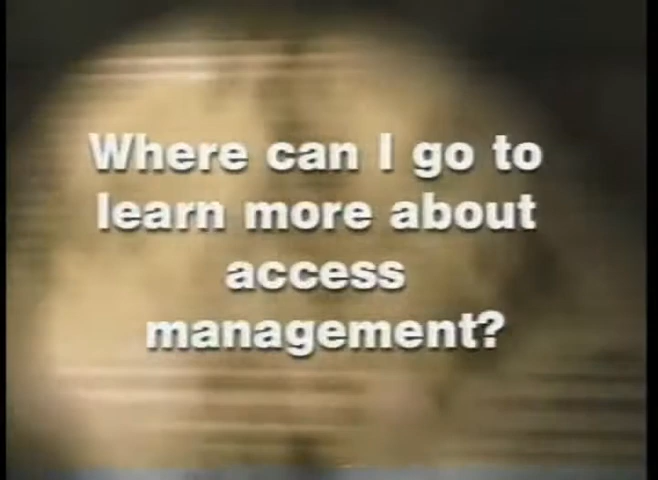 Where can I go to
learn more about
access
management?